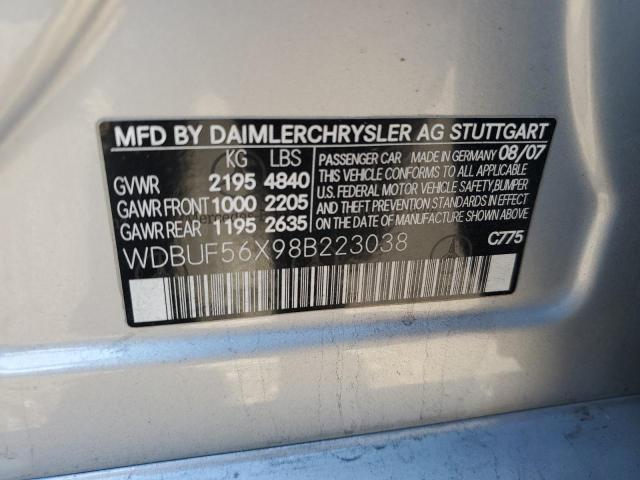 MFD BY DAIMLERCHRYSLER AG STUTTGART
KG LBS
GVWR 2195 4840
GAWR FRONT 1000 2205
GAWR REAR 1195 2635
PASSENGER CAR MADE IN GERMANY 08/07
THIS VEHICLE CONFORMS TO ALL APPLICABLE
U.S. FEDERAL MOTOR VEHICLE SAFETY, BUMPER
AND THEFT PREVENTION STANDARDS IN EFFECT
ON THE DATE OF MANUFACTURE SHOWN ABOVE.
WDBUF56X98B223038
C775